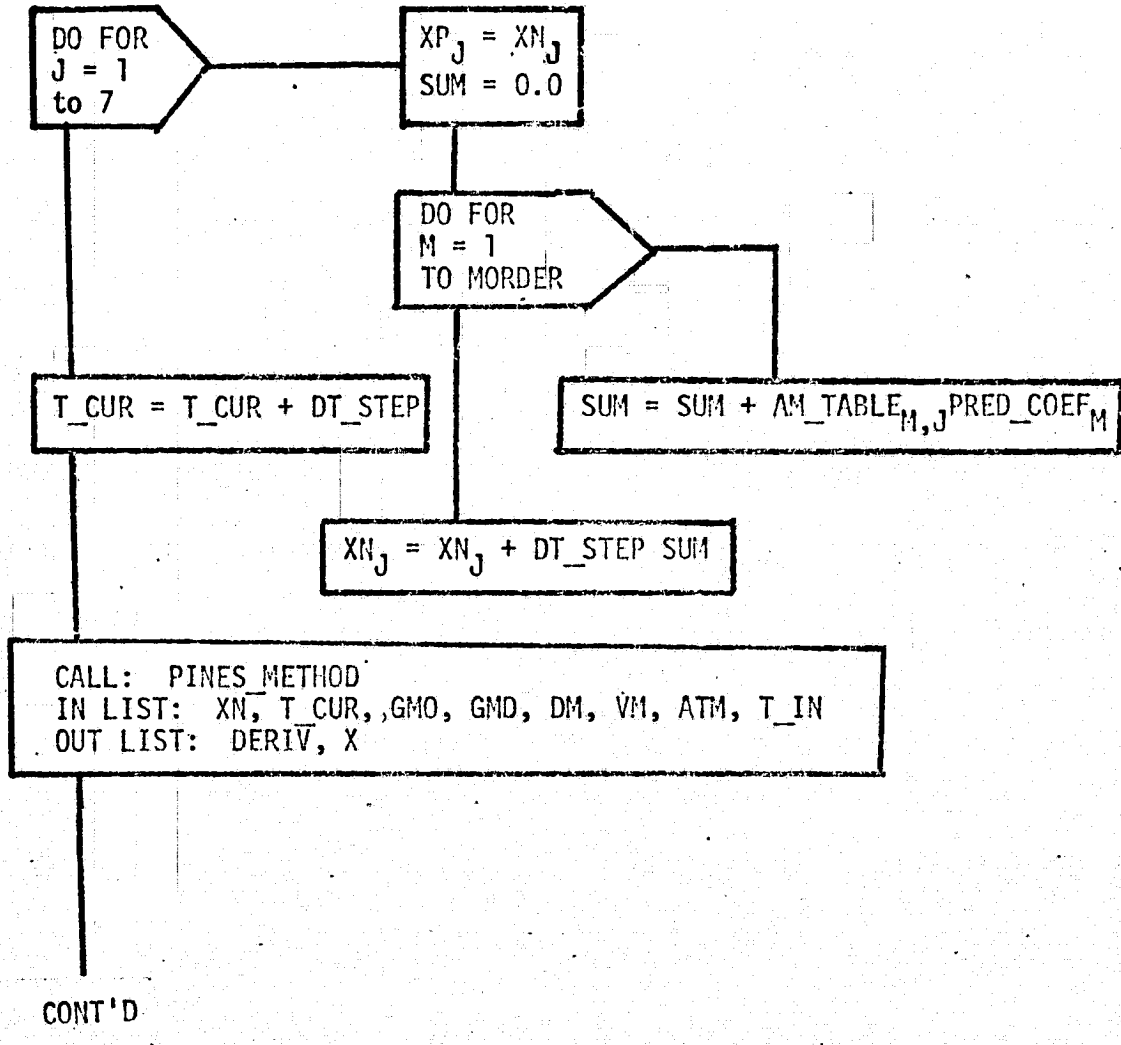 DO FOR
J = 1
to 7
XP_J = XN_J
SUM = 0.0
DO FOR
M = 1
TO MORDER
T_CUR = T_CUR + DT_STEP
SUM = SUM + AM_TABLE_M,J PRED_COEF_M
XN_J = XN_J + DT_STEP SUM
CALL: PINES_METHOD
IN LIST: XN, T_CUR, ,GMO, GMD, DM, VM, ATM, T_IN
OUT LIST: DERIV, X
CONT'D